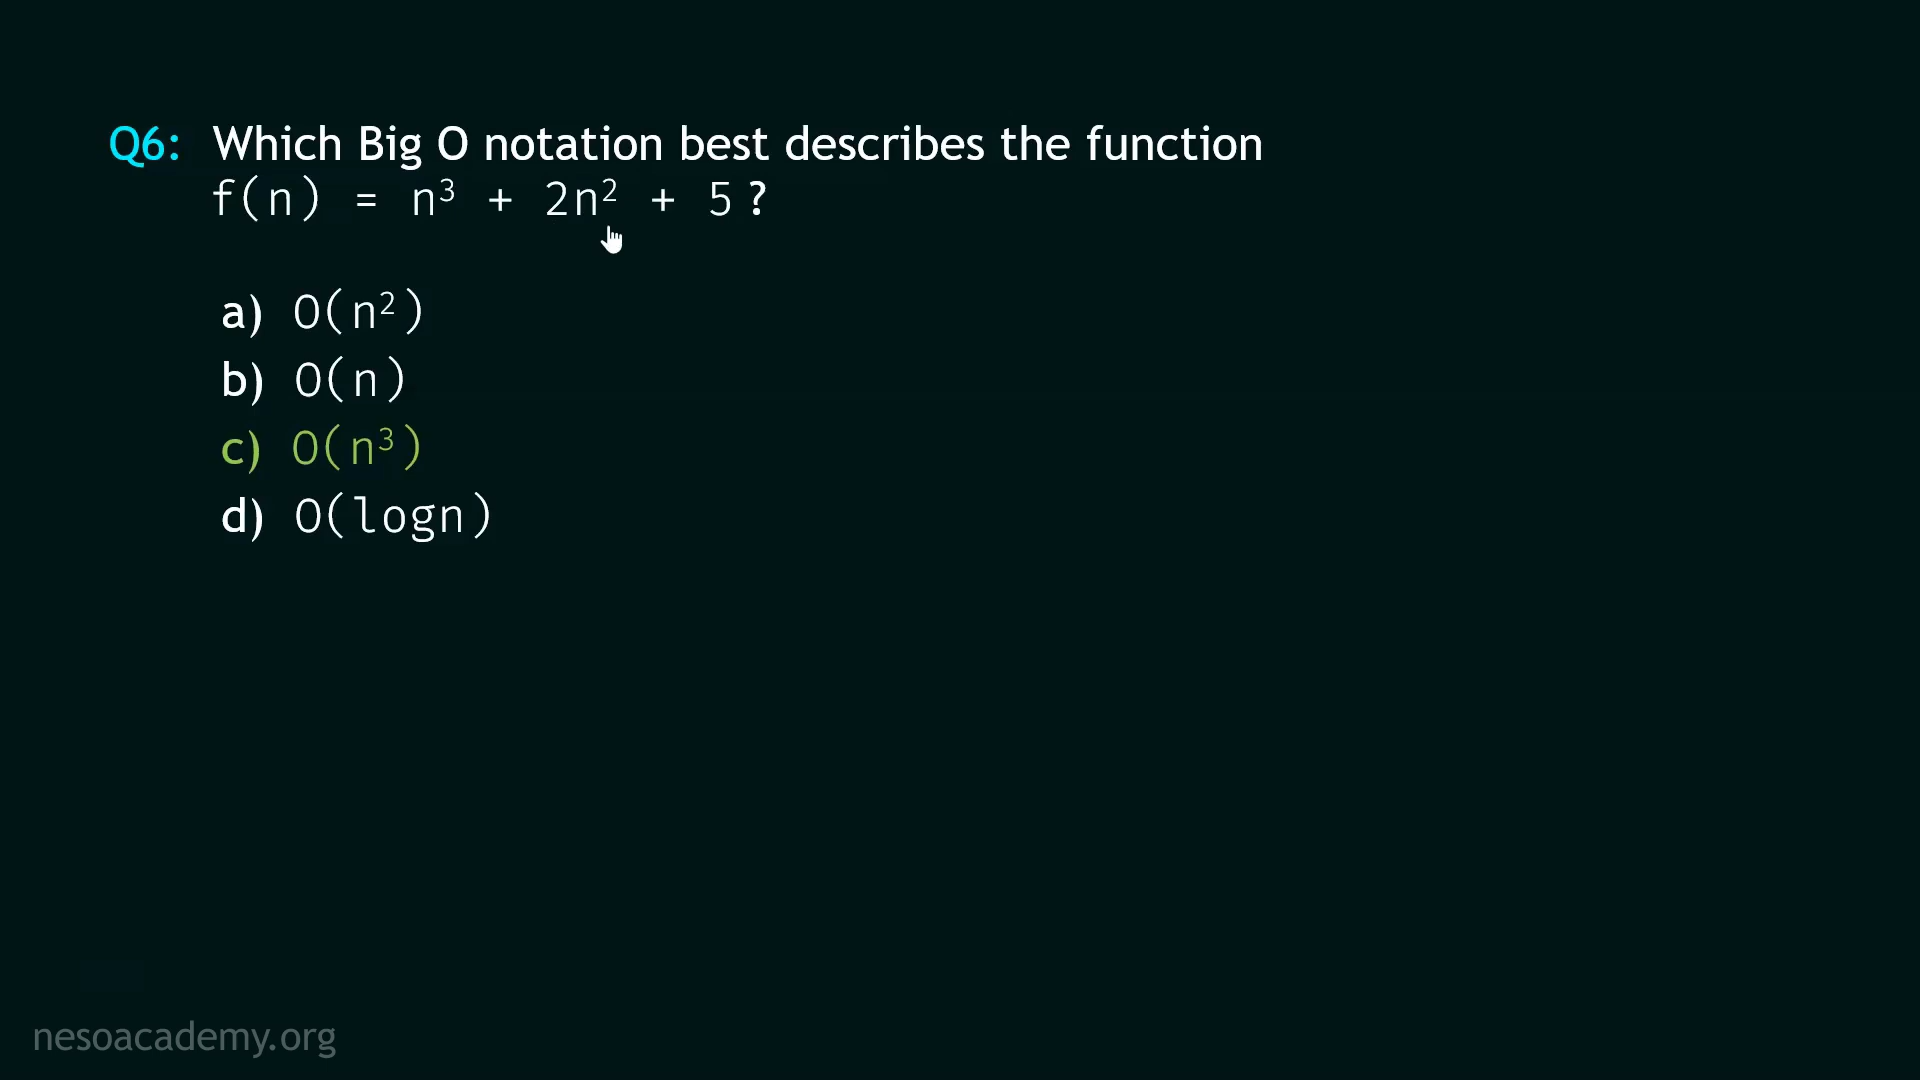 Q6: Which Big O notation best describes the function
f(n) = n³ + 2n² + 5 ?
a) O(n²)
b) O(n)
c) O(n³)
d) O(logn)
nesoacademy.org